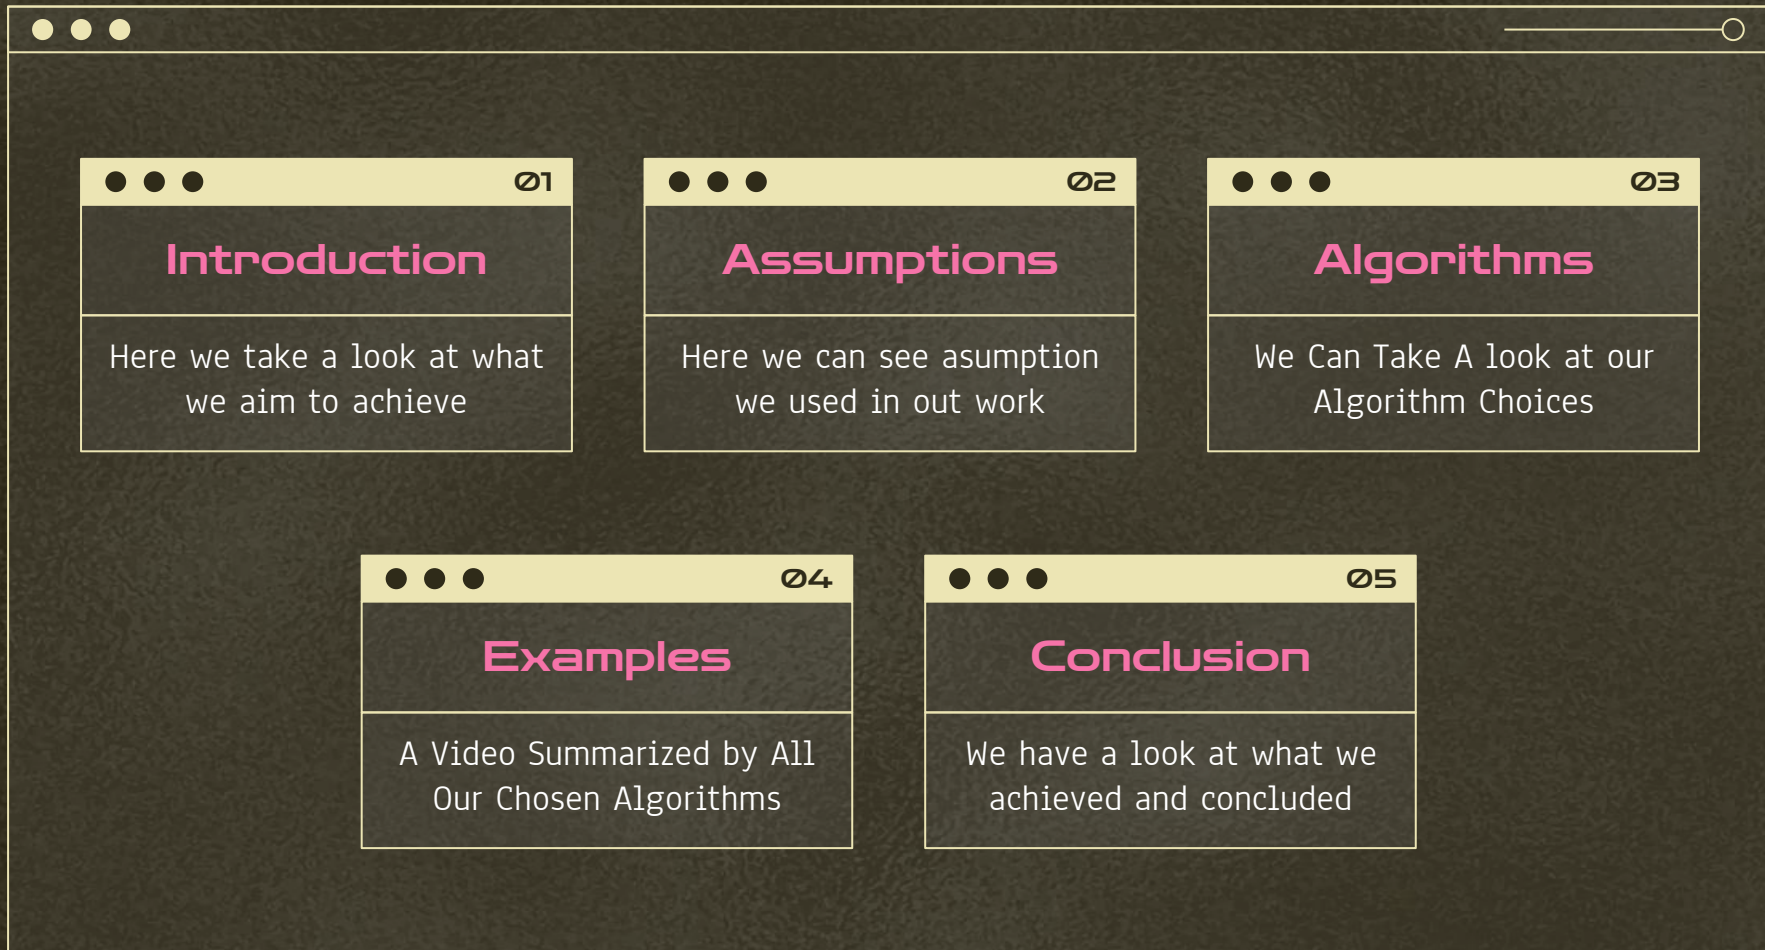 01
Introduction
Here we take a look at what
we aim to achieve
02
Assumptions
Here we can see asumption
we used in out work
03
Algorithms
We Can Take A look at our
Algorithm Choices
04
Examples
A Video Summarized by All
Our Chosen Algorithms
05
Conclusion
We have a look at what we
achieved and concluded